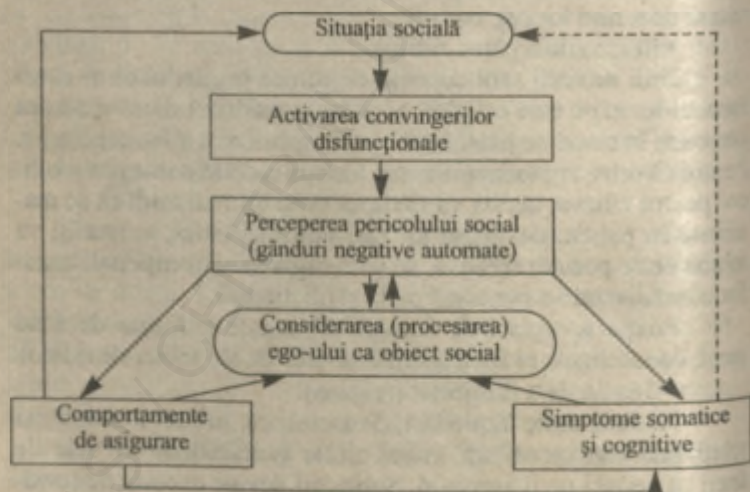 Situația socială
Activarea convingerilor
disfuncționale
Perceperea pericolului social
(gânduri negative automate)
Considerarea (procesarea)
ego-ului ca obiect social
Comportamente
de asigurare
Simptome somatice
și cognitive